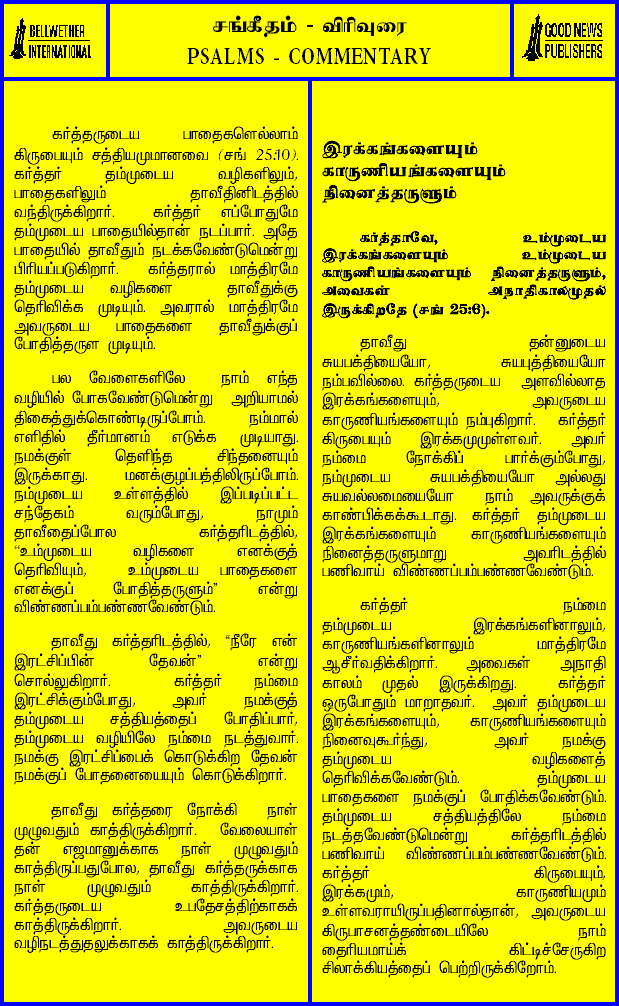 BELLWETHER
INTERNATIONAL
சங்கீதம் - விரிவுரை
PSALMS - COMMENTARY
GOOD NEWS
PUBLISHERS
கர்த்தருடைய பாதைகளெல்லாம்
கிருபையும் சத்தியமுமானவை (சங் 25:10).
கர்த்தர் தம்முடைய வழிகளிலும்,
பாதைகளிலும் தாவீதினிடத்தில்
வந்திருக்கிறார். கர்த்தர் எப்போதுமே
தம்முடைய பாதையில்தான் நடப்பார். அதே
பாதையில் தாவீதும் நடக்கவேண்டுமென்று
பிரியப்படுகிறார். கர்த்தரால் மாத்திரமே
தம்முடைய வழிகளை தாவீதுக்கு
தெரிவிக்க முடியும். அவரால் மாத்திரமே
அவருடைய பாதைகளை தாவீதுக்குப்
போதித்தருள முடியும்.
பல வேளைகளிலே நாம் எந்த
வழியில் போகவேண்டுமென்று அறியாமல்
திகைத்துக்கொண்டிருப்போம். நம்மால்
எளிதில் தீர்மானம் எடுக்க முடியாது.
நமக்குள் தெளிந்த சிந்தனையும்
இருக்காது. மனக்குழப்பத்திலிருப்போம்.
நம்முடைய உள்ளத்தில் இப்படிப்பட்ட
சந்தேகம் வரும்போது, நாமும்
தாவீதைப்போல கர்த்தரிடத்தில்,
“உம்முடைய வழிகளை எனக்குத்
தெரிவியும், உம்முடைய பாதைகளை
எனக்குப் போதித்தருளும்” என்று
விண்ணப்பம்பண்ணவேண்டும்.
தாவீது கர்த்தரிடத்தில், “நீரே என்
இரட்சிப்பின் தேவன்” என்று
சொல்லுகிறார். கர்த்தர் நம்மை
இரட்சிக்கும்போது, அவர் நமக்குத்
தம்முடைய சத்தியத்தைப் போதிப்பார்,
தம்முடைய வழியிலே நம்மை நடத்துவார்.
நமக்கு இரட்சிப்பைக் கொடுக்கிற தேவன்
நமக்குப் போதனையையும் கொடுக்கிறார்.
தாவீது கர்த்தரை நோக்கி நாள்
முழுவதும் காத்திருக்கிறார். வேலையாள்
தன் எஜமானுக்காக நாள் முழுவதும்
காத்திருப்பதுபோல, தாவீது கர்த்தருக்காக
நாள் முழுவதும் காத்திருக்கிறார்.
கர்த்தருடைய உபதேசத்திற்காகக்
காத்திருக்கிறார். அவருடைய
வழிநடத்துதலுக்காகக் காத்திருக்கிறார்.
இரக்கங்களையும்
காருணியங்களையும்
நினைத்தருளும்
கர்த்தாவே, உம்முடைய
இரக்கங்களையும் உம்முடைய
காருணியங்களையும் நினைத்தருளும்,
அவைகள் அநாதிகாலமுதல்
இருக்கிறதே (சங் 25:6).
தாவீது தன்னுடைய
சுயபக்தியையோ, சுயபுத்தியையோ
நம்பவில்லை. கர்த்தருடைய அளவில்லாத
இரக்கங்களையும், அவருடைய
காருணியங்களையும் நம்புகிறார். கர்த்தர்
கிருபையும் இரக்கமுமுள்ளவர். அவர்
நம்மை நோக்கிப் பார்க்கும்போது,
நம்முடைய சுயபக்தியையோ அல்லது
சுயவல்லமையையோ நாம் அவருக்குக்
காண்பிக்கக்கூடாது. கர்த்தர் தம்முடைய
இரக்கங்களையும் காருணியங்களையும்
நினைத்தருளுமாறு அவரிடத்தில்
பணிவாய் விண்ணப்பம்பண்ணவேண்டும்.
கர்த்தர் நம்மை
தம்முடைய இரக்கங்களினாலும்,
காருணியங்களினாலும் மாத்திரமே
ஆசீர்வதிக்கிறார். அவைகள் அநாதி
காலம் முதல் இருக்கிறது. கர்த்தர்
ஒருபோதும் மாறாதவர். அவர் தம்முடைய
இரக்கங்களையும், காருணியங்களையும்
நினைவுகூர்ந்து, அவர் நமக்கு
தம்முடைய வழிகளைத்
தெரிவிக்கவேண்டும். தம்முடைய
பாதைகளை நமக்குப் போதிக்கவேண்டும்.
தம்முடைய சத்தியத்திலே நம்மை
நடத்தவேண்டுமென்று கர்த்தரிடத்தில்
பணிவாய் விண்ணப்பம்பண்ணவேண்டும்.
கர்த்தர் கிருபையும்,
இரக்கமும், காருணியமும்
உள்ளவராயிருப்பதினால்தான், அவருடைய
கிருபாசனத்தண்டையிலே நாம்
தைரியமாய்க் கிட்டிச்சேருகிற
சிலாக்கியத்தைப் பெற்றிருக்கிறோம்.